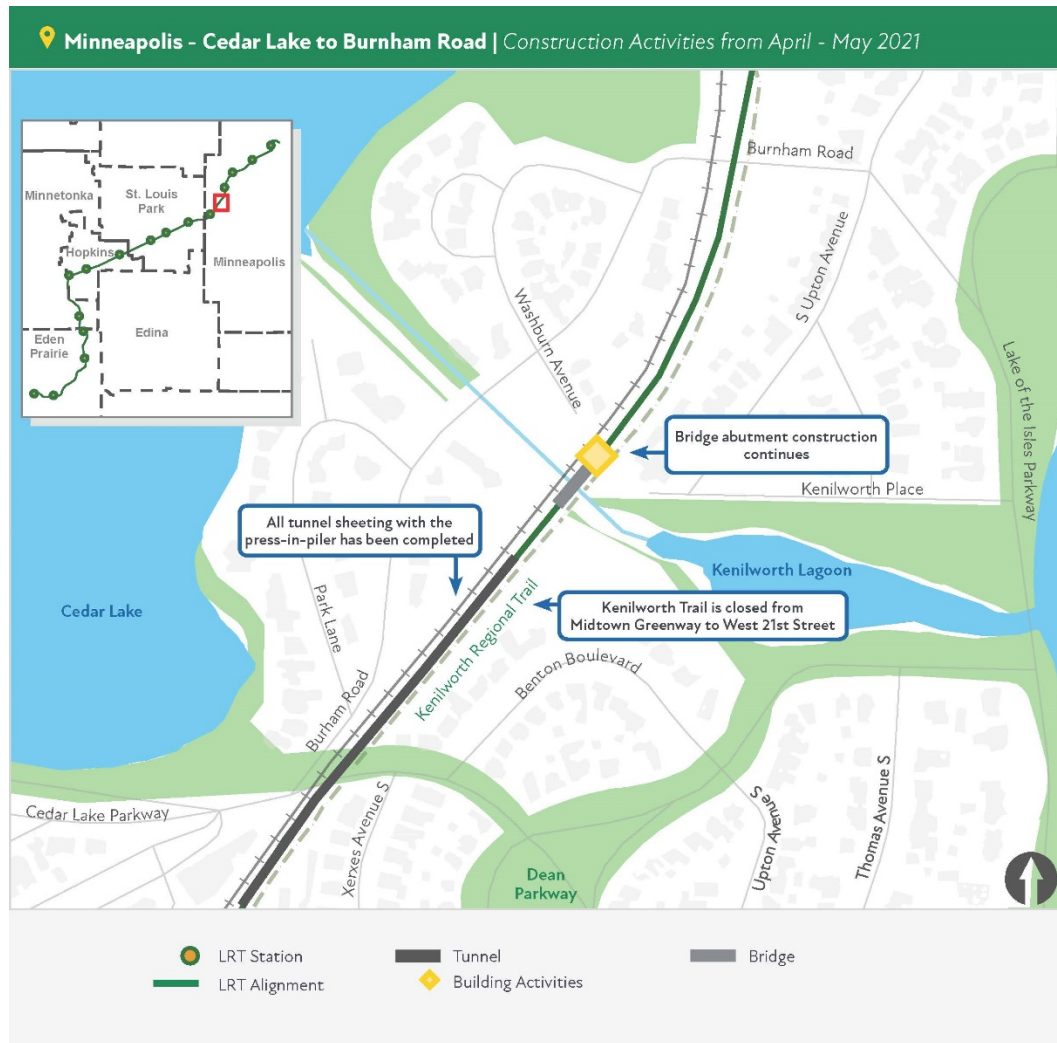 Minneapolis - Cedar Lake to Burnham Road | Construction Activities from April - May 2021
Minnetonka
St. Louis
Park
Hopkins
Minneapolis
Eden
Prairie
Edina
Burnham Road
S Upton Avenue
Washburn Avenue
Lake of the Isles Parkway
Bridge abutment construction
continues
Kenilworth Place
All tunnel sheeting with the
press-in-piler has been completed
Kenilworth Lagoon
Cedar Lake
Park Lane
Kenilworth Trail is closed from
Midtown Greenway to West 21st Street
Kenilworth Regional Trail
Benton Boulevard
Burham Road
Cedar Lake Parkway
Xerxes Avenue S
Upton Avenue S
Thomas Avenue S
Dean
Parkway
LRT Station
Tunnel
Bridge
LRT Alignment
Building Activities